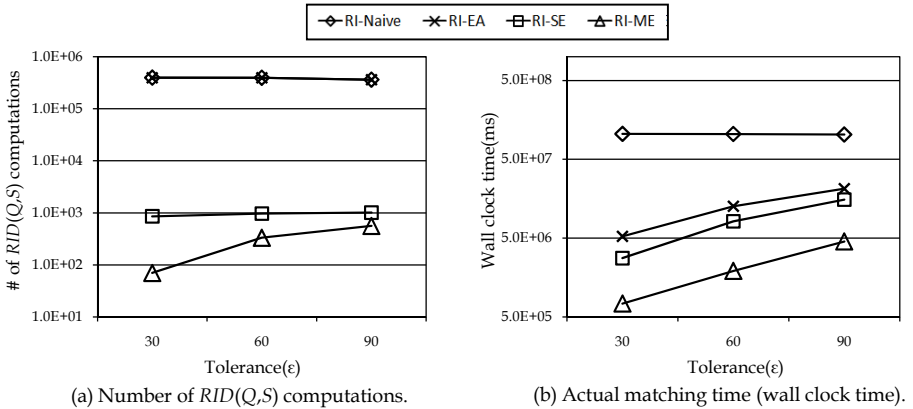 RI-Naive RI-EA RI-SE RI-ME
# of RID(Q,S) computations
1.0E+06
1.0E+05
1.0E+04
1.0E+03
1.0E+02
1.0E+01
30 60 90
Tolerance(ε)
(a) Number of RID(Q,S) computations.
Wall clock time(ms)
5.0E+08
5.0E+07
5.0E+06
5.0E+05
30 60 90
Tolerance(ε)
(b) Actual matching time (wall clock time).